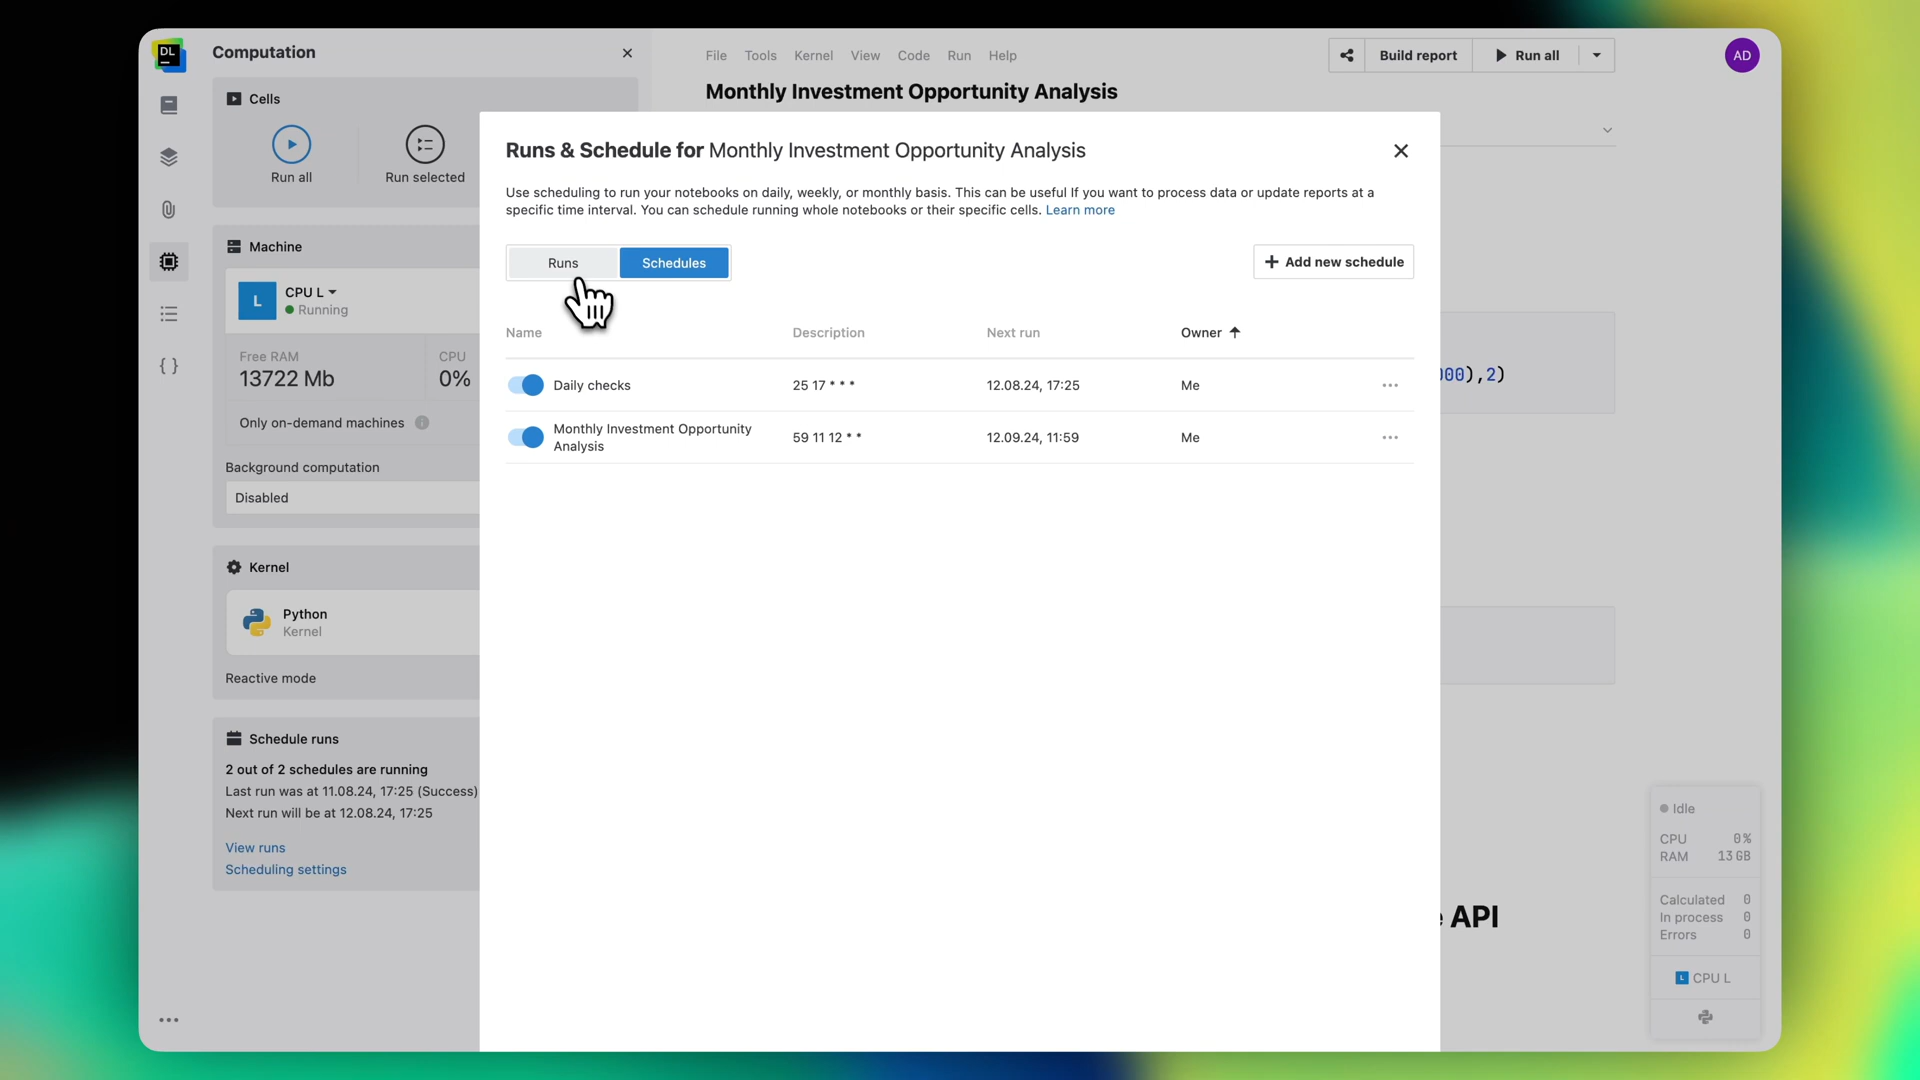 DL
Computation
File Tools Kernel View Code Run Help
Build report
Run all
AD
Monthly Investment Opportunity Analysis
Cells
Run all
Run selected
Machine
L
CPU L
Running
Free RAM
13722 Mb
CPU
0%
Only on-demand machines
Background computation
Disabled
Kernel
Python
Kernel
Reactive mode
Schedule runs
2 out of 2 schedules are running
Last run was at 11.08.24, 17:25 (Success)
Next run will be at 12.08.24, 17:25
View runs
Scheduling settings
Runs & Schedule for Monthly Investment Opportunity Analysis
Use scheduling to run your notebooks on daily, weekly, or monthly basis. This can be useful If you want to process data or update reports at a
specific time interval. You can schedule running whole notebooks or their specific cells. Learn more
Runs
Schedules
+ Add new schedule
Name Description Next run Owner
Daily checks 25 17 * * * 12.08.24, 17:25 Me
Monthly Investment Opportunity
Analysis
59 11 12 * * 12.09.24, 11:59 Me
00),2)
API
Idle
CPU 0%
RAM 13 GB
Calculated 0
In process 0
Errors 0
L CPU L